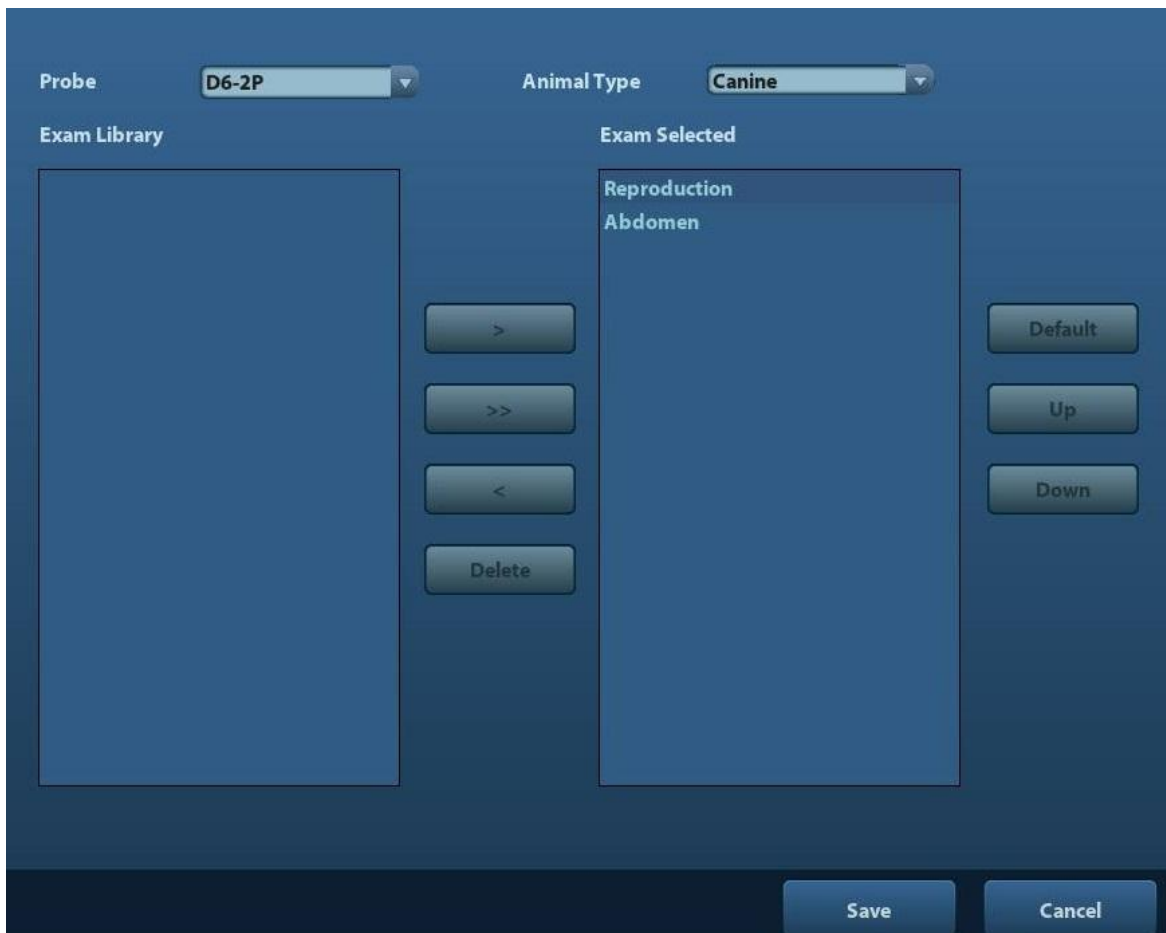 Probe D6-2P Animal Type Canine
Exam Library Exam Selected
Reproduction
Abdomen
> Default
>> Up
< Down
Delete
Save Cancel